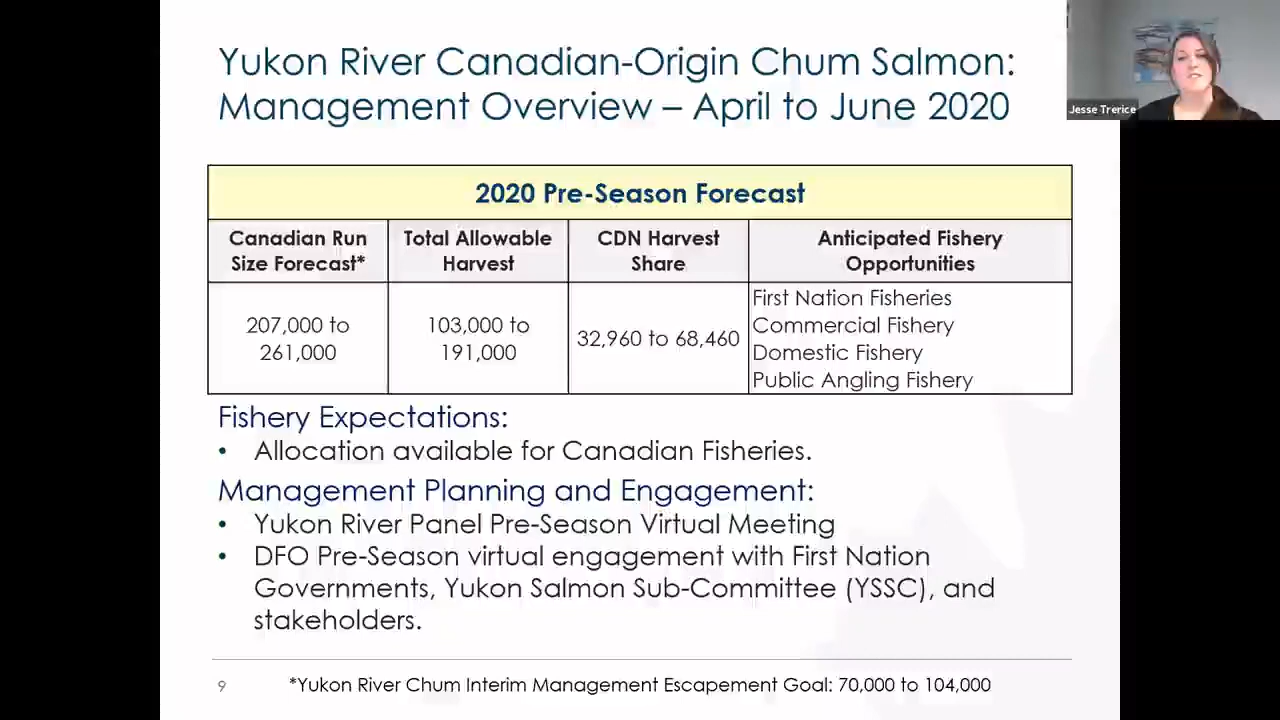 Yukon River Canadian-Origin Chum Salmon:
Management Overview – April to June 2020
Jesse Trerice
2020 Pre-Season Forecast
Canadian Run
Size Forecast*
Total Allowable
Harvest
CDN Harvest
Share
Anticipated Fishery
Opportunities
207,000 to
261,000
103,000 to
191,000
32,960 to 68,460
First Nation Fisheries
Commercial Fishery
Domestic Fishery
Public Angling Fishery
Fishery Expectations:
• Allocation available for Canadian Fisheries.
Management Planning and Engagement:
• Yukon River Panel Pre-Season Virtual Meeting
• DFO Pre-Season virtual engagement with First Nation
Governments, Yukon Salmon Sub-Committee (YSSC), and
stakeholders.
9
*Yukon River Chum Interim Management Escapement Goal: 70,000 to 104,000